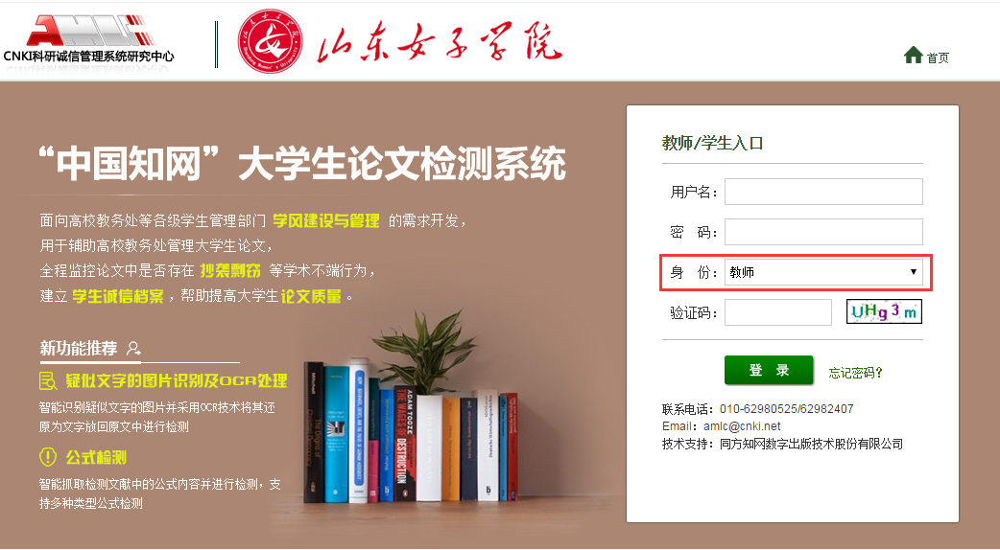 AMLC
CNKI科研诚信管理系统研究中心
山东女子学院
山东女子学院
Shandong Women's University
首页
“中国知网”大学生论文检测系统
面向高校教务处等各级学生管理部门 学风建设与管理 的需求开发，
用于辅助高校教务处管理大学生论文，
全程监控论文中是否存在 抄袭剽窃 等学术不端行为，
建立 学生诚信档案 ，帮助提高大学生论文质量 。
新功能推荐
疑似文字的图片识别及OCR处理
智能识别疑似文字的图片并采用OCR技术将其还
原为文字放回原文中进行检测
公式检测
智能抓取检测文献中的公式内容并进行检测，支
持多种类型公式检测
ADAM TOOZE
THE WAGES OF DESTRUCTION
教师/学生入口
用户名：
密 码：
身 份： 教师
验证码： UHg3m
登 录 忘记密码?
联系电话：010-62980525/62982407
Email：amlc@cnki.net
技术支持：同方知网数字出版技术股份有限公司